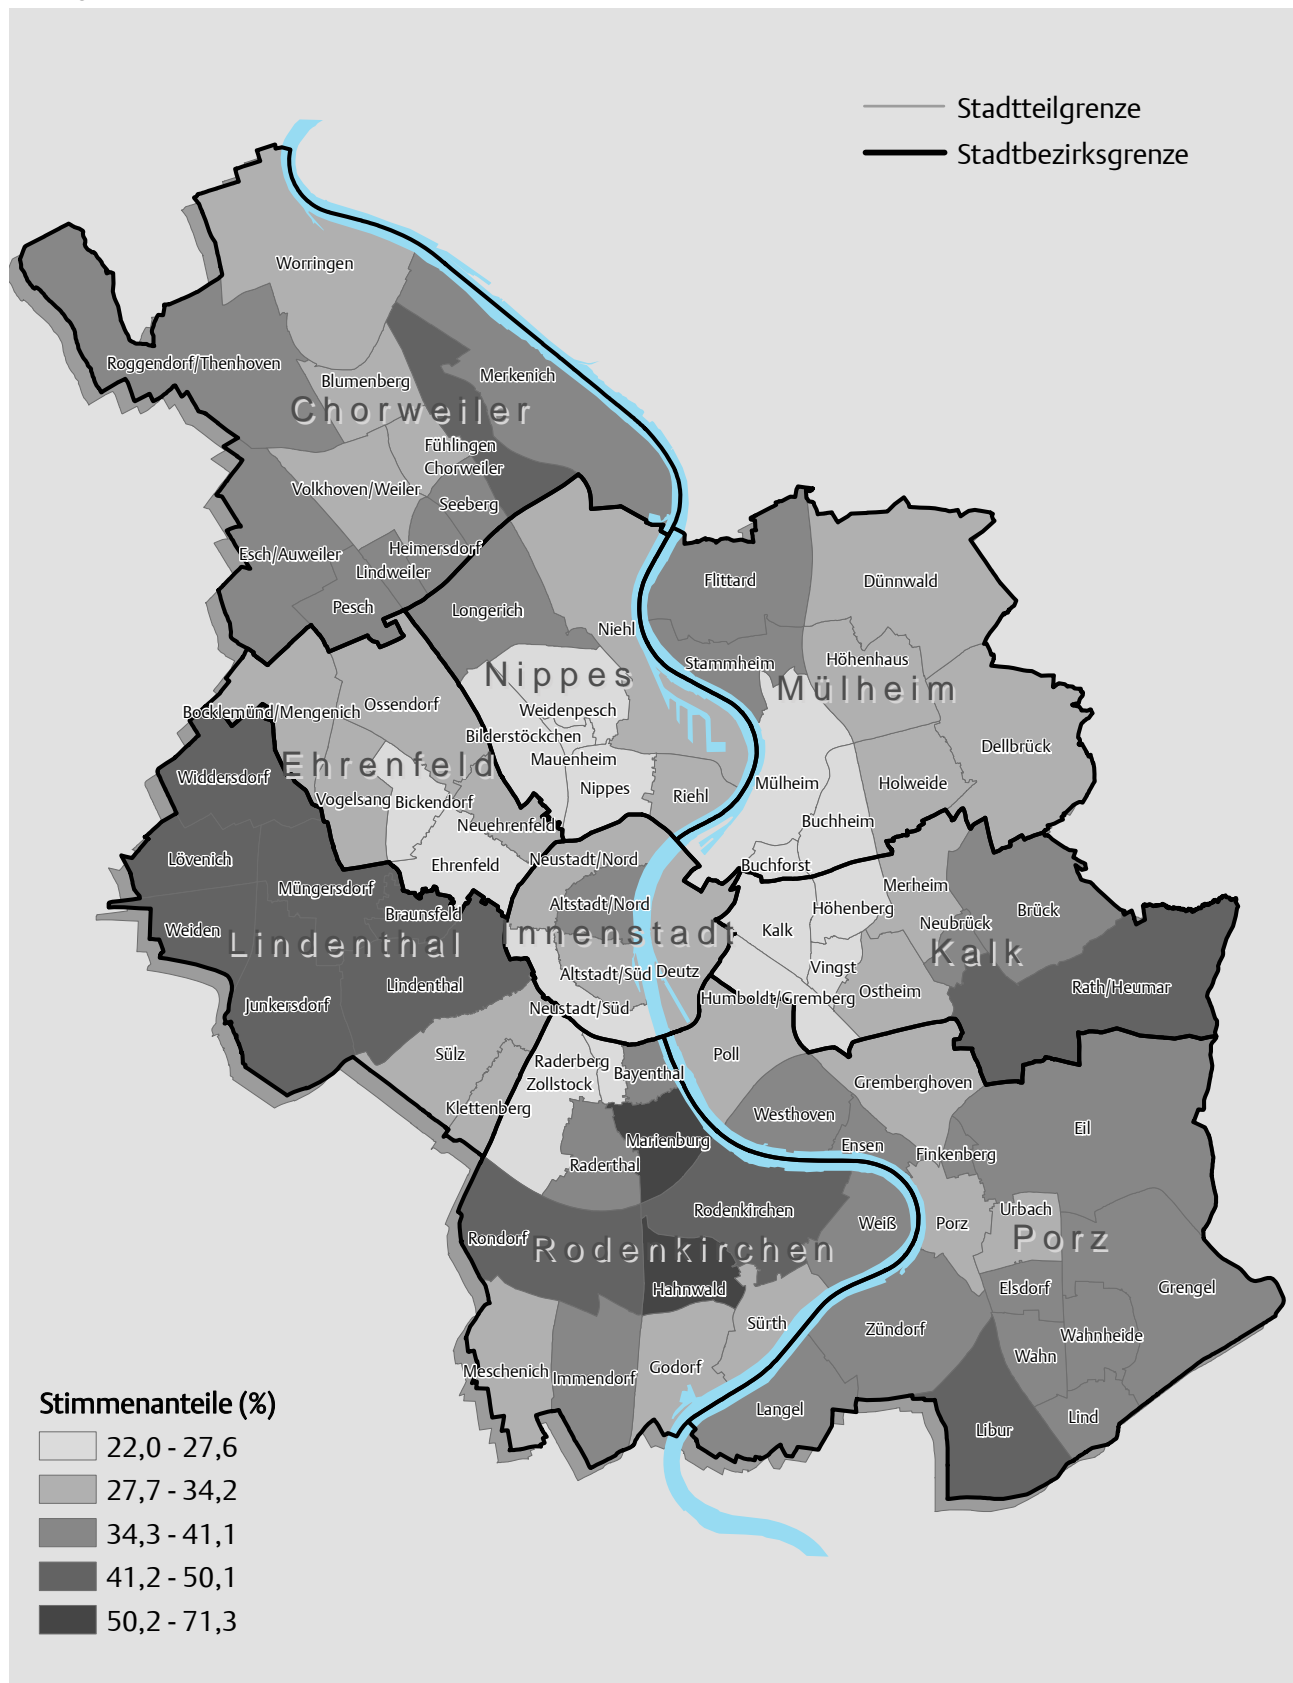 Stadtteilgrenze
Stadtbezirksgrenze
Worringen
Roggendorf/Thenhoven
Blumenberg
Merkenich
Chorweiler
Fühlingen
Chorweiler
Volkhoven/Weiler
Seeberg
Esch/Auweiler
Heimersdorf
Lindweiler
Pesch
Longerich
Niehl
Flittard
Dünnwald
Stammheim
Höhenhaus
Nippes
Mülheim
Weidenpesch
Bocklemünd/Mengenich
Ossendorf
Bilderstöckchen
Dellbrück
Mauenheim
Ehrenfeld
Widdersdorf
Nippes
Riehl
Mülheim
Holweide
Vogelsang
Bickendorf
Neuehrenfeld
Buchheim
Lövenich
Ehrenfeld
Neustadt/Nord
Buchforst
Müngersdorf
Merheim
Braunsfeld
Altstadt/Nord
Höhenberg
Brück
Neubrück
Weiden
Lindenthal
Innenstadt
Kalk
Kalk
Vingst
Altstadt/Süd
Deutz
Lindenthal
Rath/Heumar
Ostheim
Junkersdorf
Neustadt/Süd
Humboldt/Gremberg
Sülz
Poll
Raderberg
Zollstock
Bayenthal
Gremberghoven
Klettenberg
Westhoven
Eil
Marienburg
Ensen
Finkenberg
Raderthal
Rodenkirchen
Weiß
Porz
Urbach
Rondorf
Rodenkirchen
Porz
Hahnwald
Elsdorf
Grengel
Sürth
Zündorf
Wahnheide
Wahn
Meschenich
Immendorf
Godorf
Langel
Lind
Libur
Stimmenanteile (%)
22,0 - 27,6
27,7 - 34,2
34,3 - 41,1
41,2 - 50,1
50,2 - 71,3